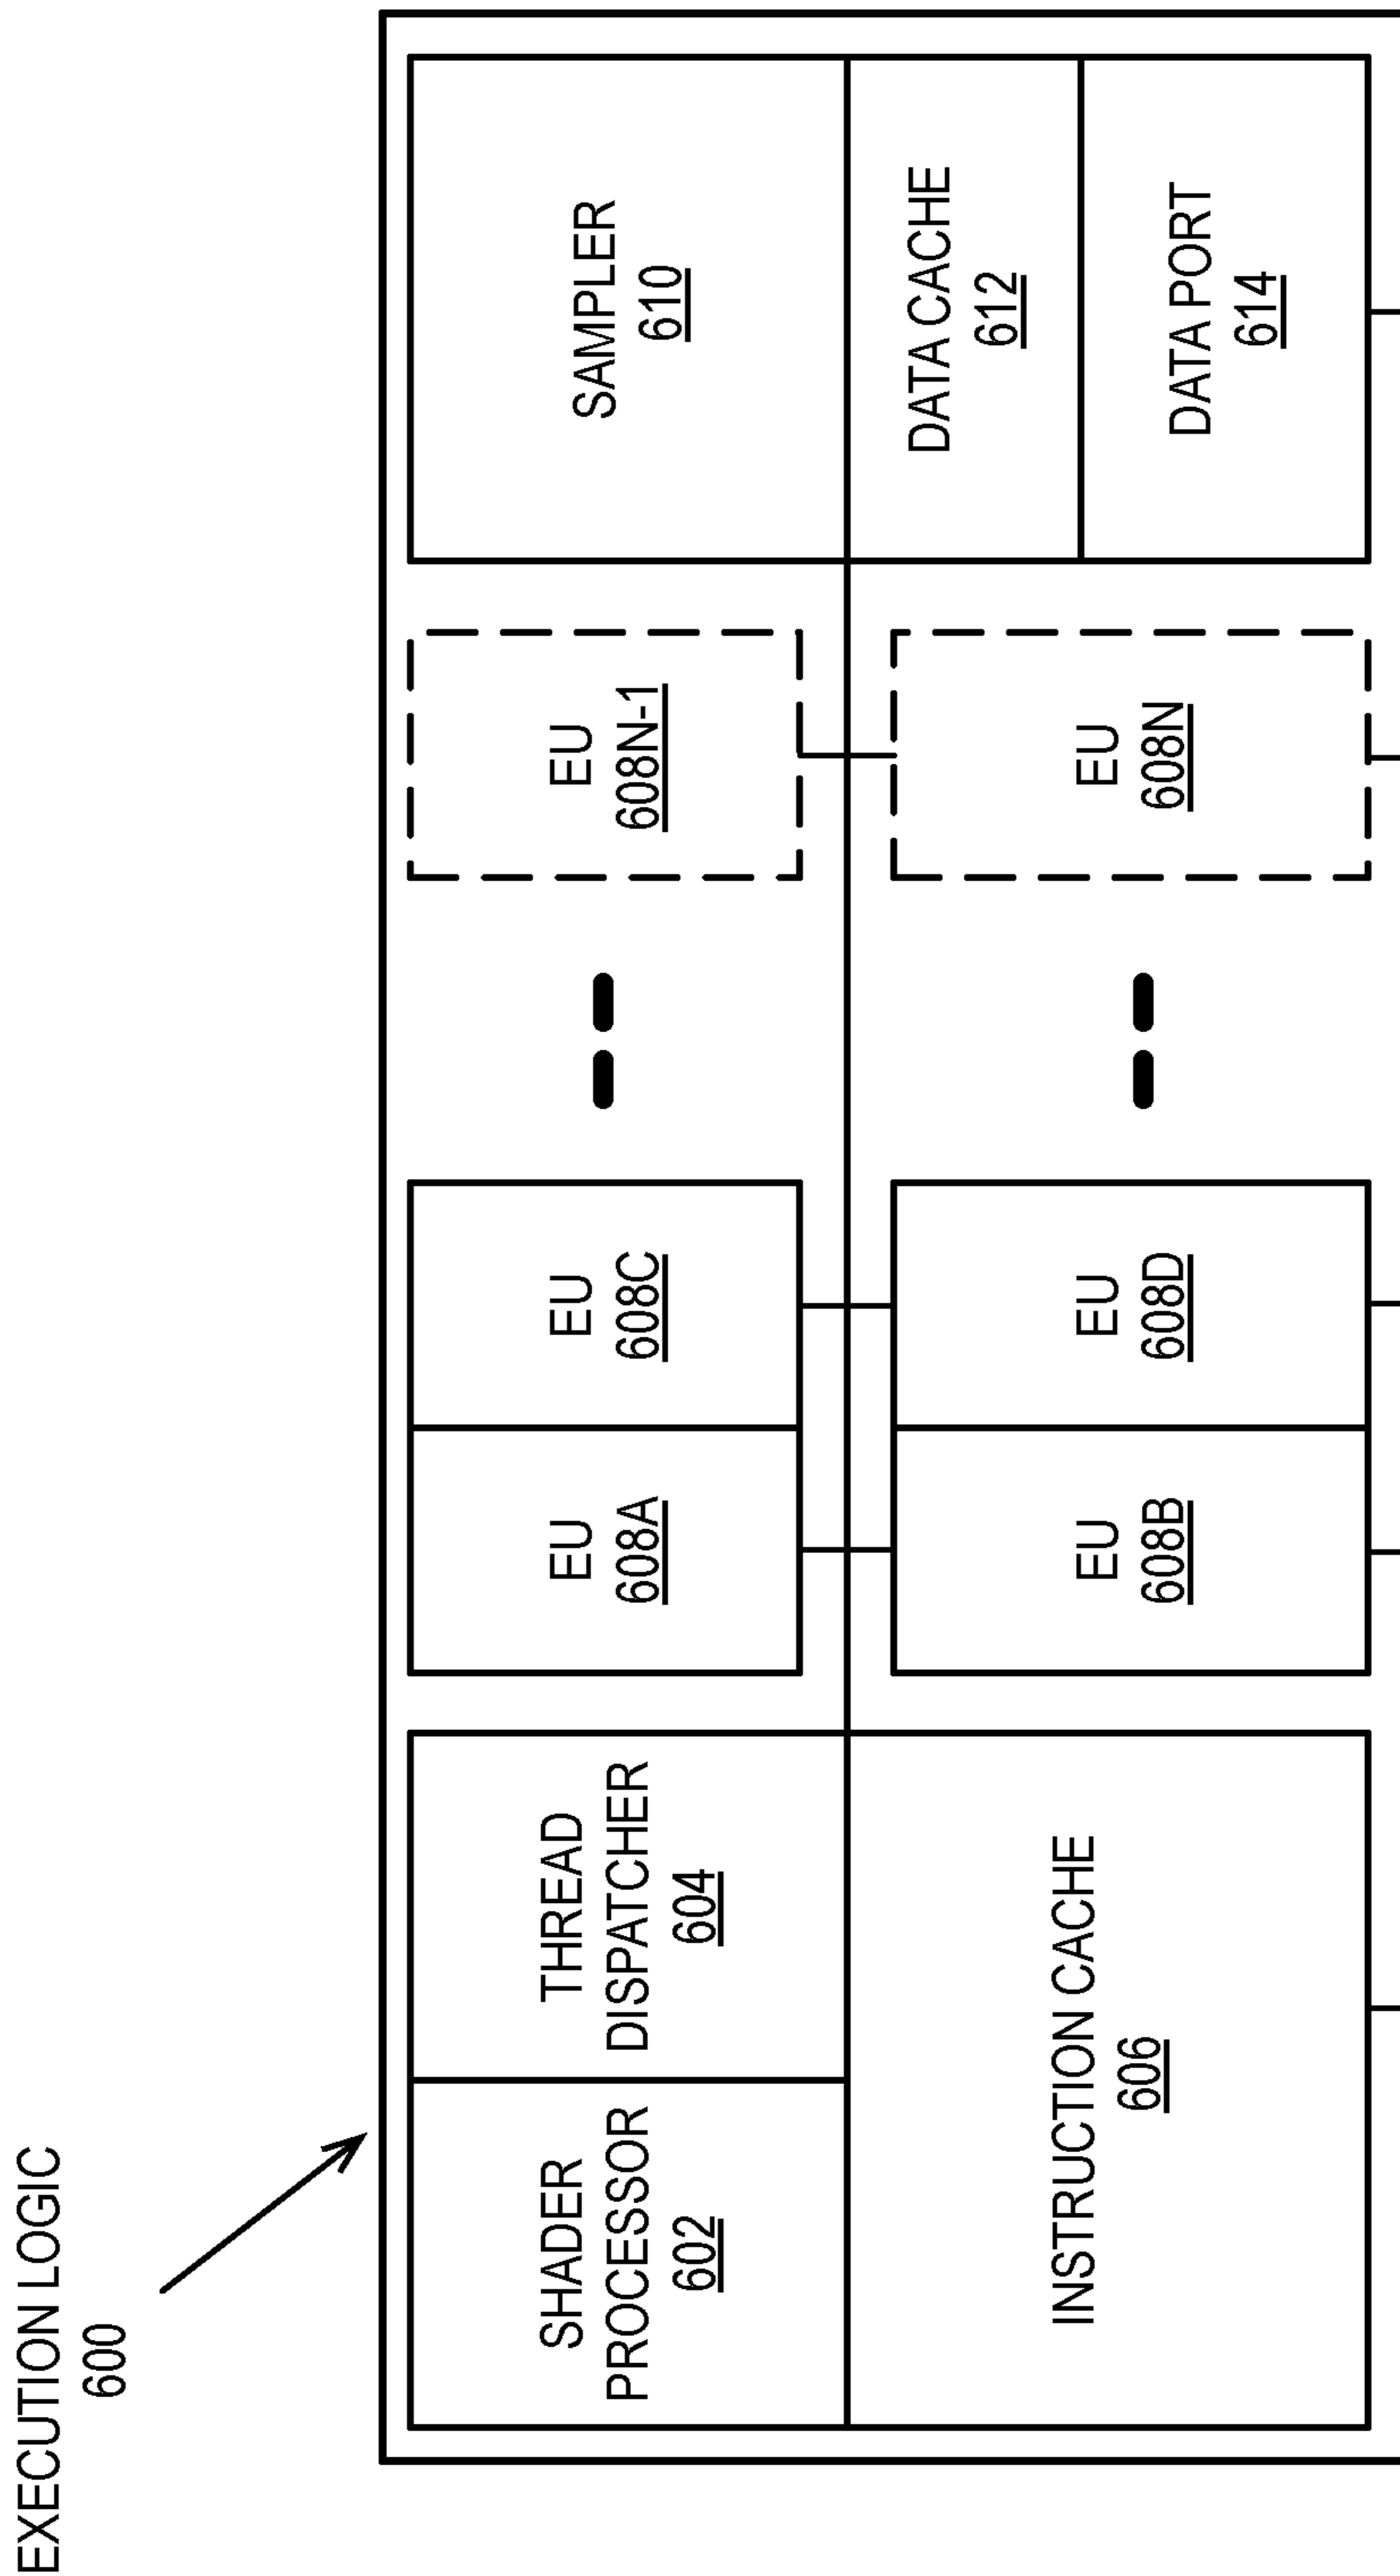 EXECUTION LOGIC
600
SHADER
PROCESSOR
602
THREAD
DISPATCHER
604
INSTRUCTION CACHE
606
EU
608A
EU
608C
EU
608B
EU
608D
EU
608N-1
EU
608N
SAMPLER
610
DATA CACHE
612
DATA PORT
614